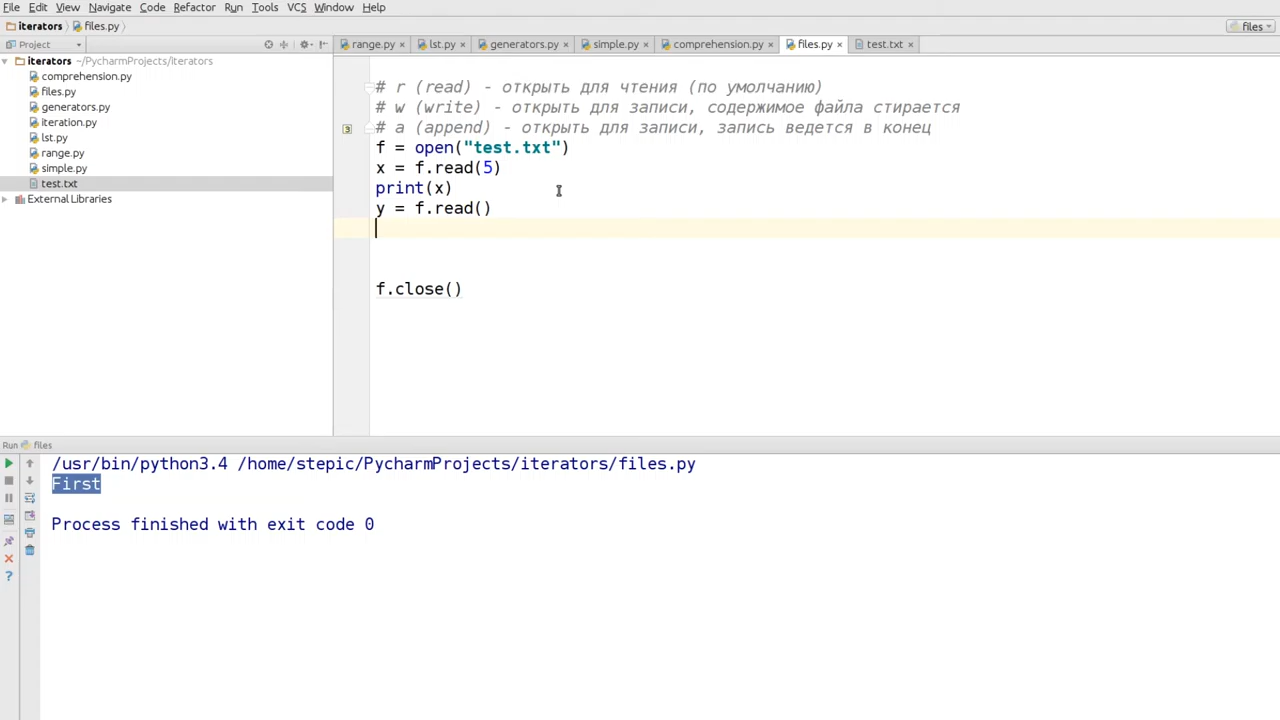 File Edit View Navigate Code Refactor Run Tools VCS Window Help
iterators files.py files
Project range.py lst.py generators.py simple.py comprehension.py files.py test.txt
iterators ~/PycharmProjects/iterators
comprehension.py
files.py
generators.py
iteration.py
lst.py
range.py
simple.py
test.txt
External Libraries
# r (read) - открыть для чтения (по умолчанию)
# w (write) - открыть для записи, содержимое файла стирается
# a (append) - открыть для записи, запись ведется в конец
f = open("test.txt")
x = f.read(5)
print(x)
y = f.read()
f.close()
Run files
/usr/bin/python3.4 /home/stepic/PycharmProjects/iterators/files.py
First
Process finished with exit code 0